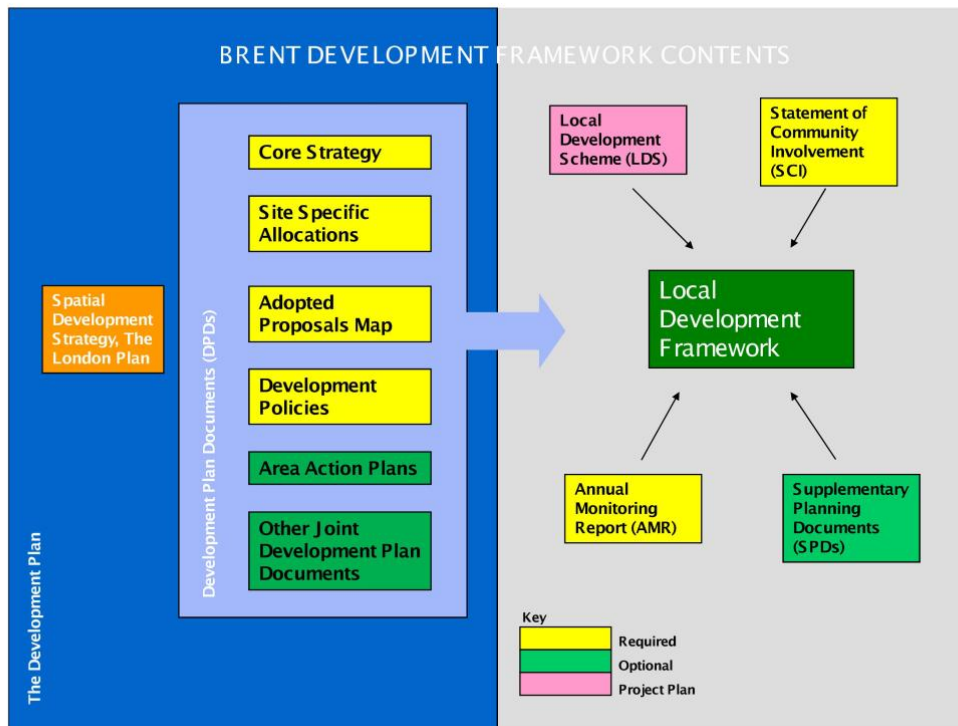 BRENT DEVELOPMENT FRAMEWORK CONTENTS
The Development Plan
Spatial
Development
Strategy, The
London Plan
Development Plan Documents (DPDs)
Core Strategy
Site Specific
Allocations
Adopted
Proposals Map
Development
Policies
Area Action Plans
Other Joint
Development Plan
Documents
Local
Development
Scheme (LDS)
Statement of
Community
Involvement
(SCI)
Local
Development
Framework
Annual
Monitoring
Report (AMR)
Supplementary
Planning
Documents
(SPDs)
Key
Required
Optional
Project Plan